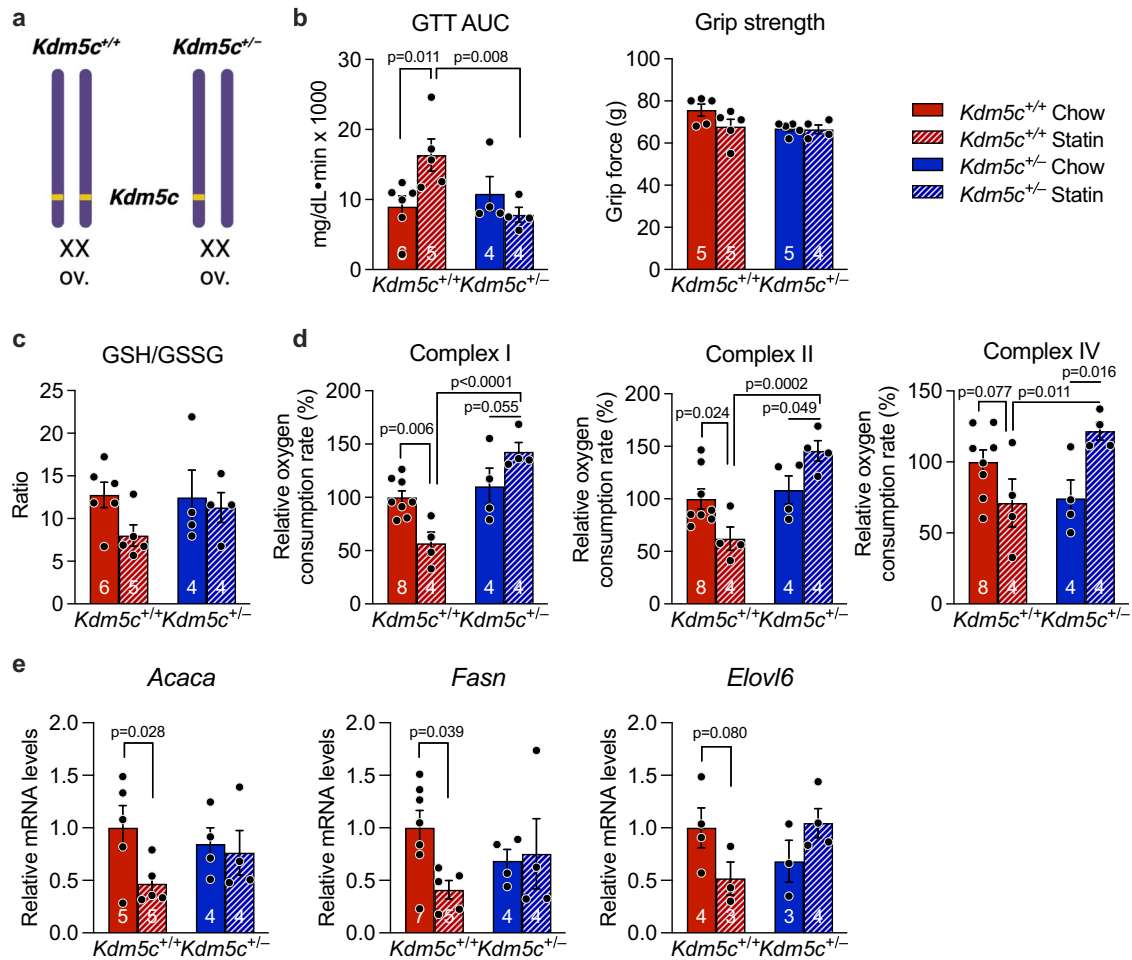 a
Kdm5c+/+
Kdm5c+/−
Kdm5c
XX
ov.
XX
ov.
b
GTT AUC
p=0.011
p=0.008
mg/dL•min x 1000
30
20
10
0
6
5
4
4
Kdm5c+/+
Kdm5c+/−
Grip strength
Grip force (g)
100
80
60
40
20
0
5
5
5
4
Kdm5c+/+
Kdm5c+/−
Kdm5c+/+ Chow
Kdm5c+/+ Statin
Kdm5c+/− Chow
Kdm5c+/− Statin
c
GSH/GSSG
Ratio
25
20
15
10
5
0
6
5
4
4
Kdm5c+/+
Kdm5c+/−
d
Complex I
p<0.0001
p=0.055
p=0.006
Relative oxygen
consumption rate (%)
200
150
100
50
0
8
4
4
4
Kdm5c+/+
Kdm5c+/−
Complex II
p=0.0002
p=0.024
p=0.049
Relative oxygen
consumption rate (%)
200
150
100
50
0
8
4
4
4
Kdm5c+/+
Kdm5c+/−
Complex IV
p=0.016
p=0.077
p=0.011
Relative oxygen
consumption rate (%)
150
100
50
0
8
4
4
4
Kdm5c+/+
Kdm5c+/−
e
Acaca
p=0.028
Relative mRNA levels
2.0
1.5
1.0
0.5
0.0
5
5
4
4
Kdm5c+/+
Kdm5c+/−
Fasn
p=0.039
Relative mRNA levels
2.0
1.5
1.0
0.5
0.0
7
5
4
4
Kdm5c+/+
Kdm5c+/−
Elovl6
p=0.080
Relative mRNA levels
2.0
1.5
1.0
0.5
0.0
4
3
3
4
Kdm5c+/+
Kdm5c+/−